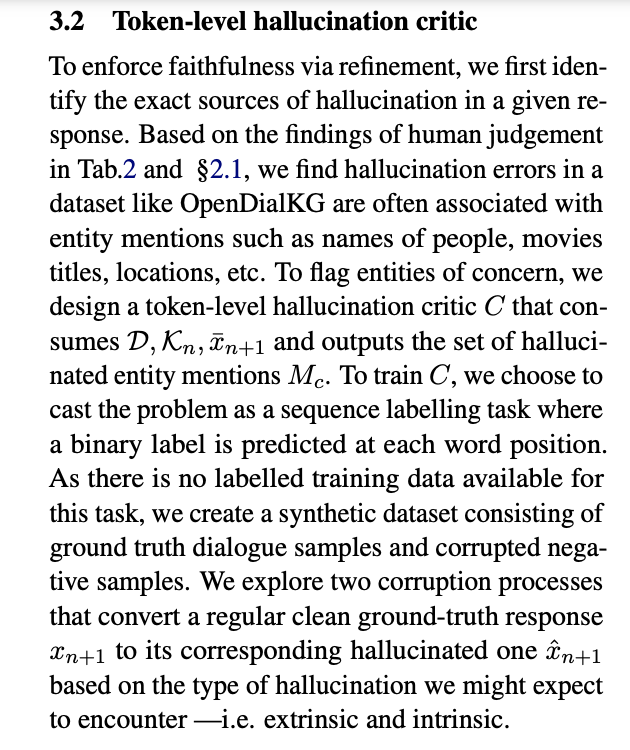 3.2 Token-level hallucination critic
To enforce faithfulness via refinement, we first iden-
tify the exact sources of hallucination in a given re-
sponse. Based on the findings of human judgement
in Tab.2 and §2.1, we find hallucination errors in a
dataset like OpenDialKG are often associated with
entity mentions such as names of people, movies
titles, locations, etc. To flag entities of concern, we
design a token-level hallucination critic C that con-
sumes 𝒟, 𝒦ₙ, x̄ₙ₊₁ and outputs the set of halluci-
nated entity mentions M_c. To train C, we choose to
cast the problem as a sequence labelling task where
a binary label is predicted at each word position.
As there is no labelled training data available for
this task, we create a synthetic dataset consisting of
ground truth dialogue samples and corrupted nega-
tive samples. We explore two corruption processes
that convert a regular clean ground-truth response
xₙ₊₁ to its corresponding hallucinated one x̂ₙ₊₁
based on the type of hallucination we might expect
to encounter —i.e. extrinsic and intrinsic.